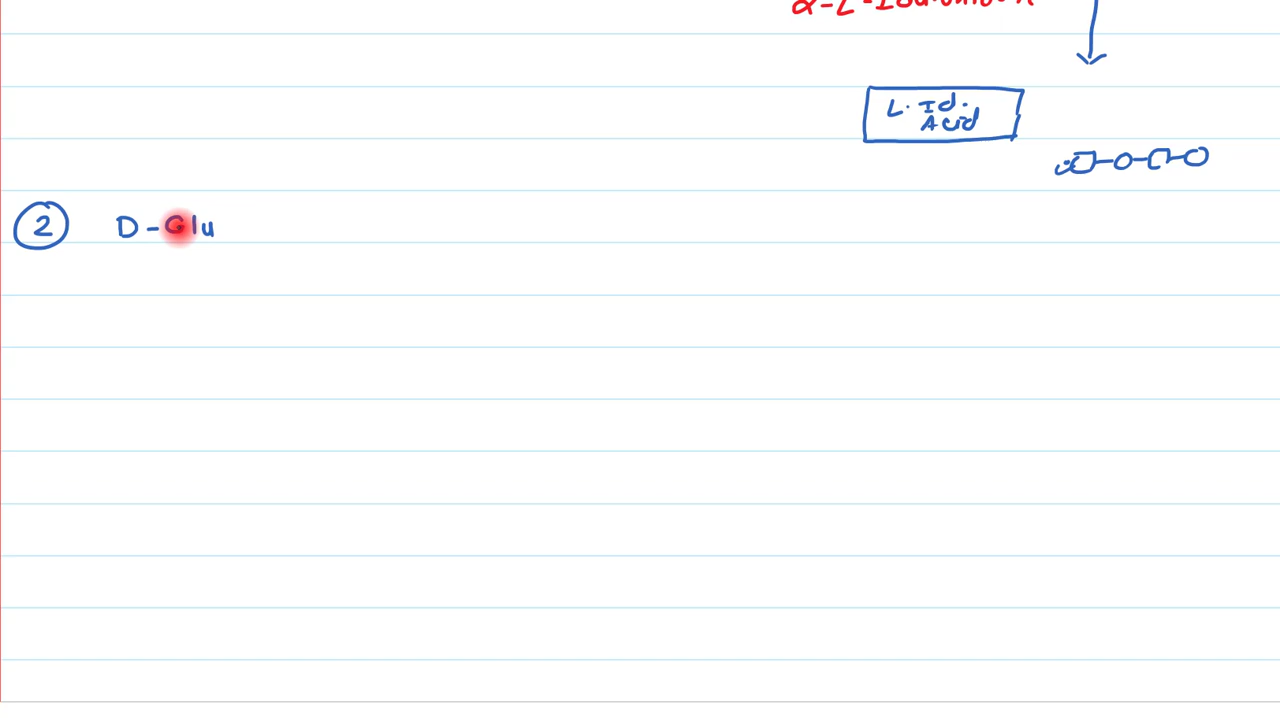 L. Id.
Acid
② D-Glu